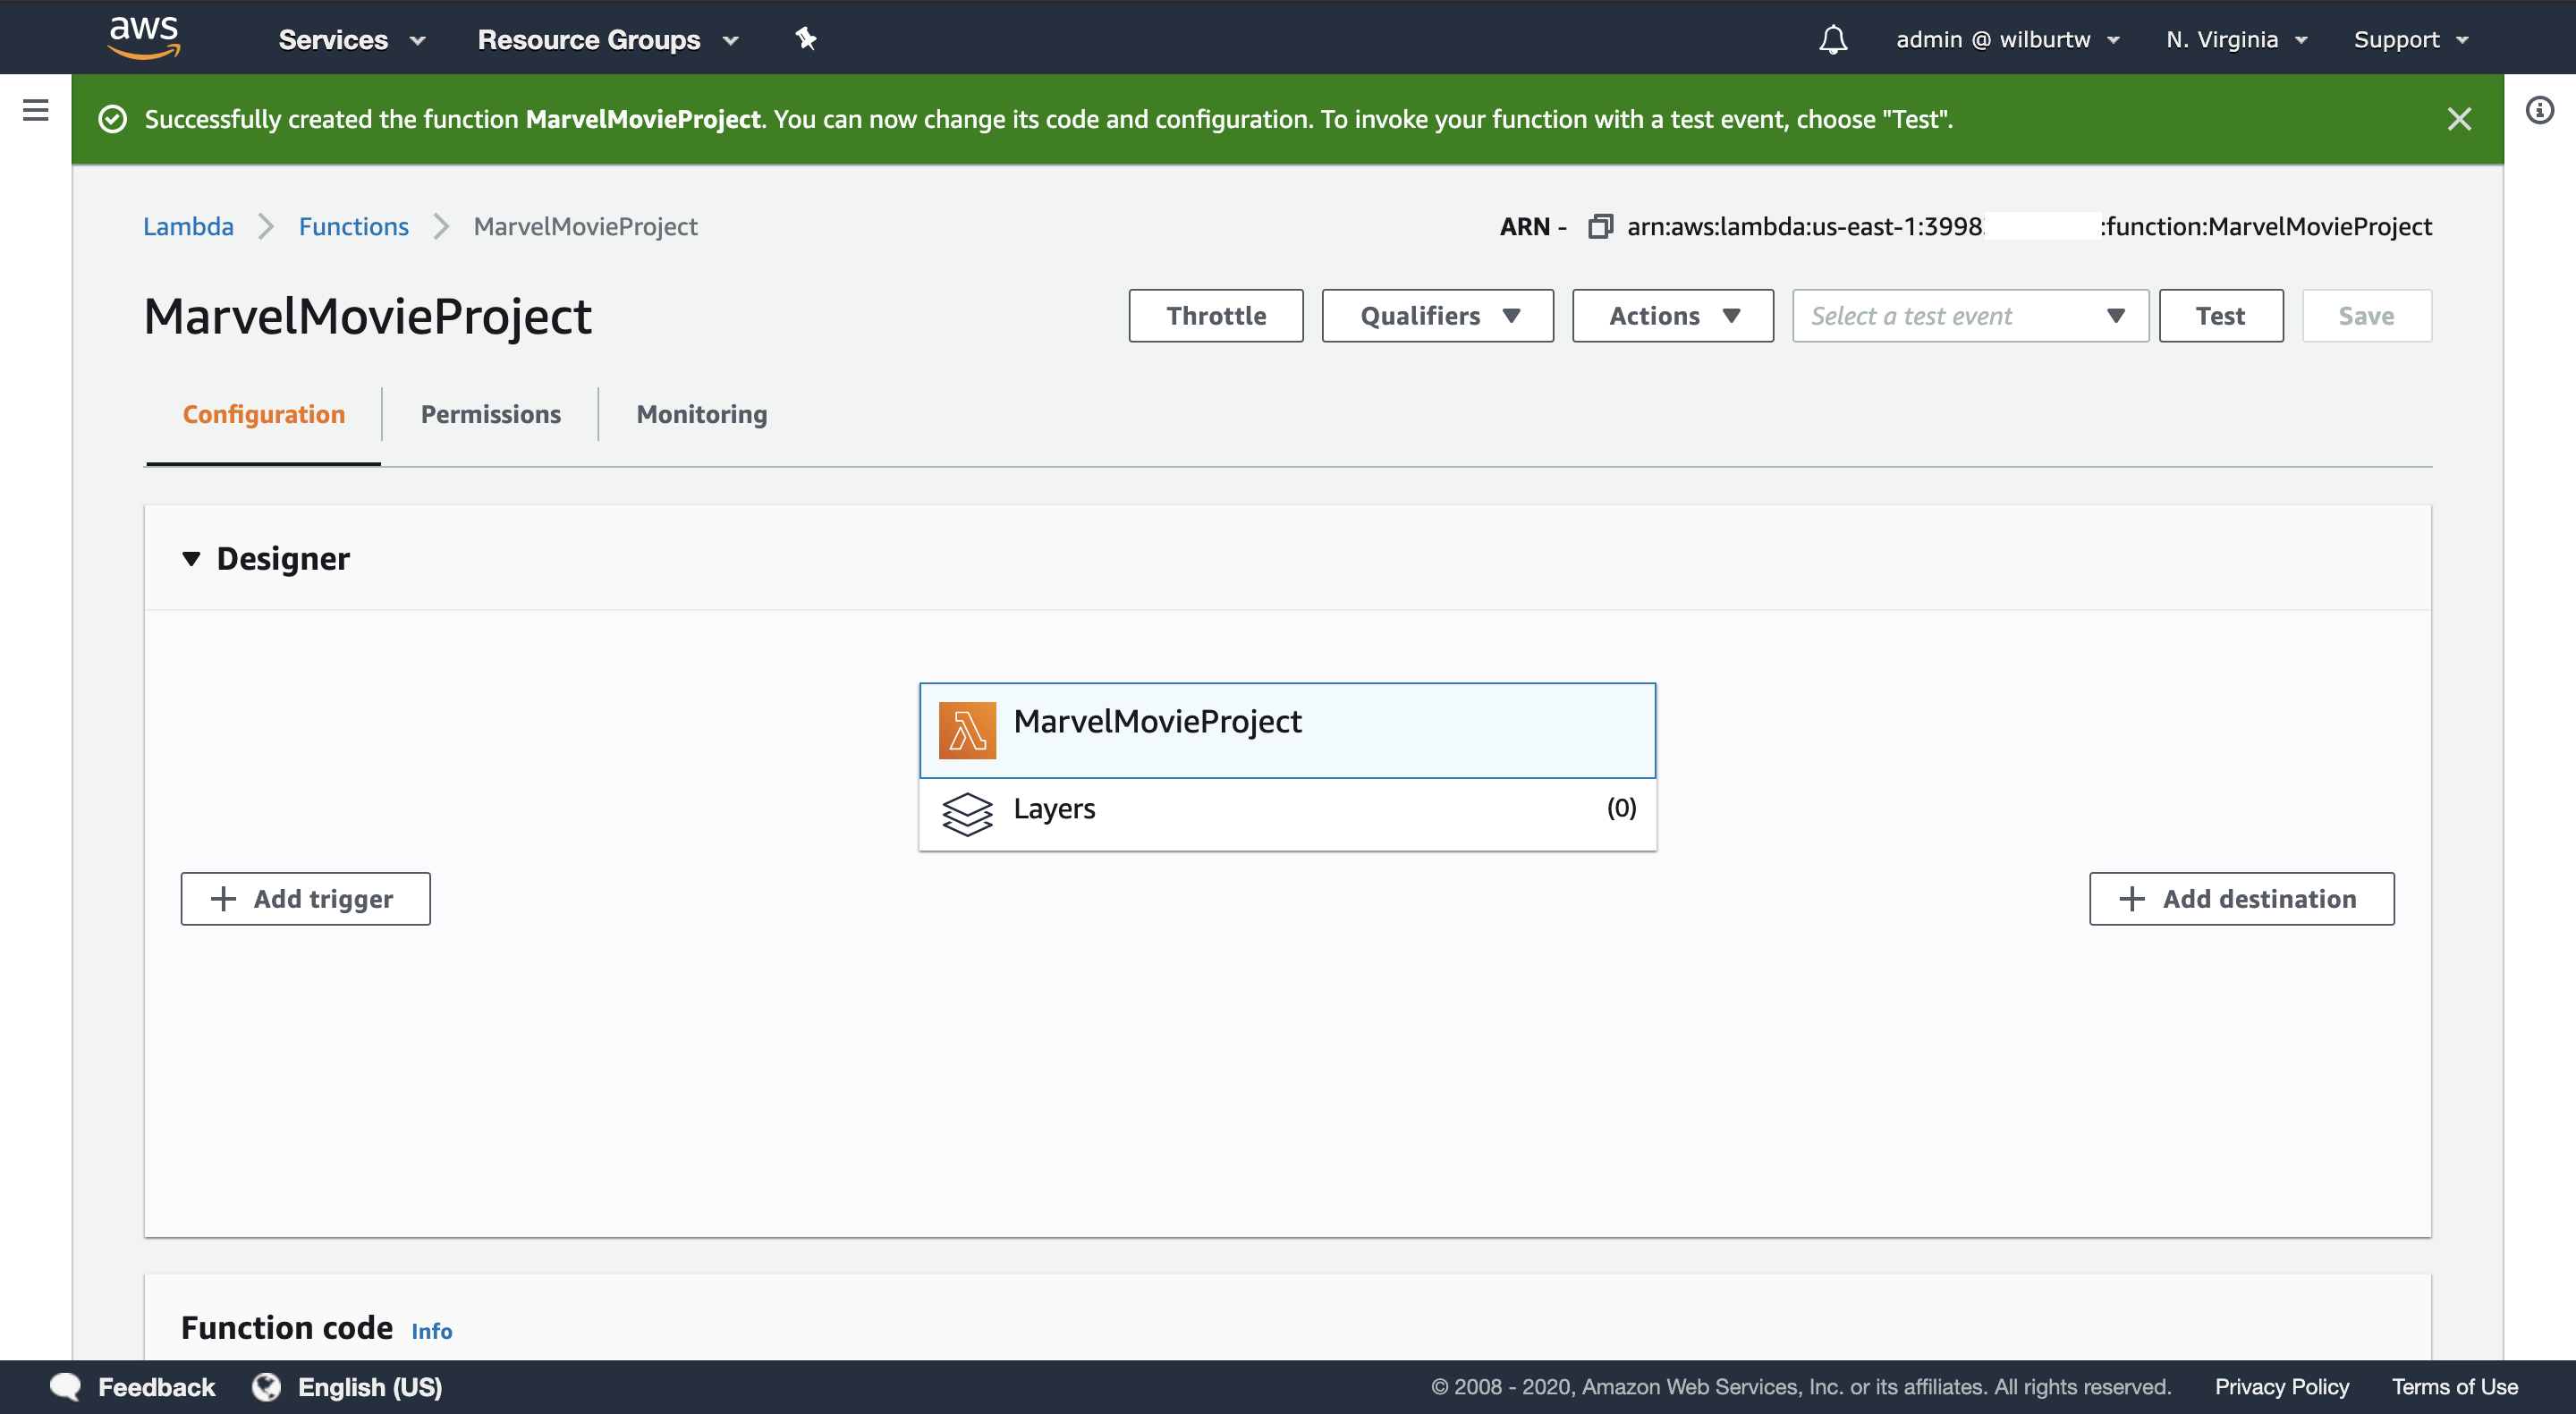 aws Services Resource Groups admin @ wilburtw N. Virginia Support
Successfully created the function MarvelMovieProject. You can now change its code and configuration. To invoke your function with a test event, choose "Test".
Lambda Functions MarvelMovieProject ARN - arn:aws:lambda:us-east-1:3998 :function:MarvelMovieProject
MarvelMovieProject Throttle Qualifiers Actions Select a test event Test Save
Configuration Permissions Monitoring
Designer
MarvelMovieProject
Layers (0)
+ Add trigger + Add destination
Function code Info
Feedback English (US) © 2008 - 2020, Amazon Web Services, Inc. or its affiliates. All rights reserved. Privacy Policy Terms of Use